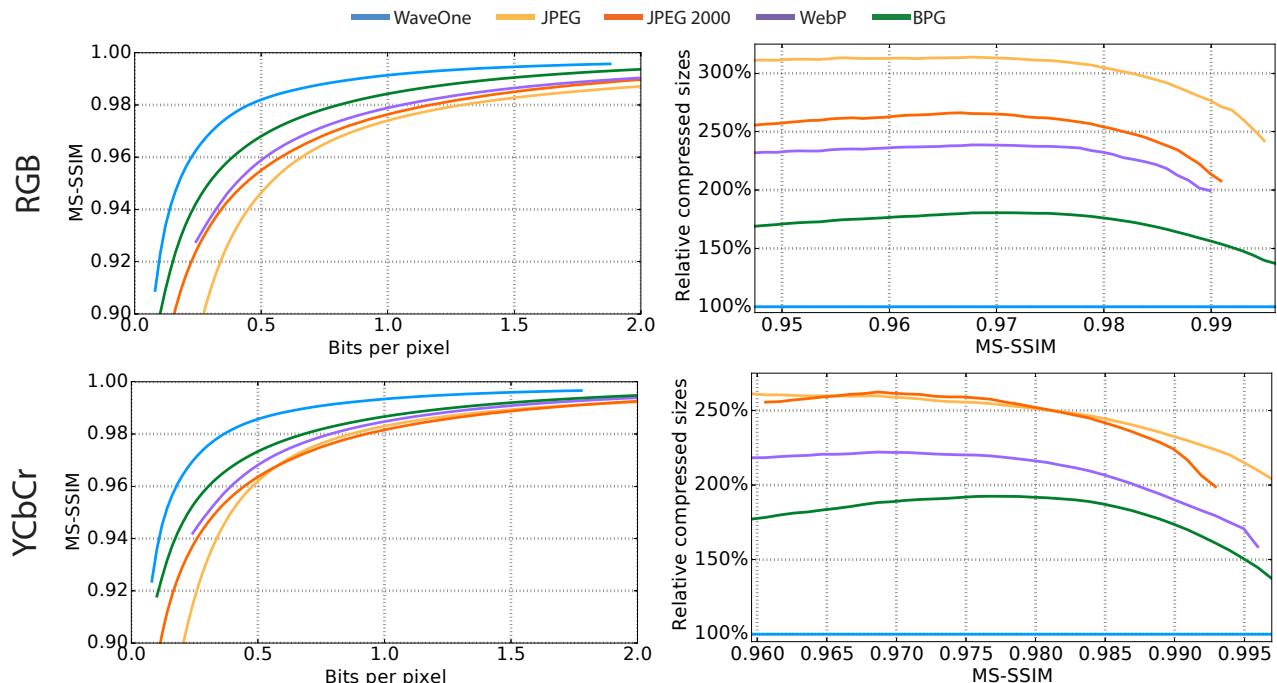 WaveOne JPEG JPEG 2000 WebP BPG
RGB
MS-SSIM
1.00
0.98
0.96
0.94
0.92
0.90
0.0 0.5 1.0 1.5 2.0
Bits per pixel
Relative compressed sizes
300%
250%
200%
150%
100%
0.95 0.96 0.97 0.98 0.99
MS-SSIM
YCbCr
MS-SSIM
1.00
0.98
0.96
0.94
0.92
0.90
0.0 0.5 1.0 1.5 2.0
Bits per pixel
Relative compressed sizes
250%
200%
150%
100%
0.960 0.965 0.970 0.975 0.980 0.985 0.990 0.995
MS-SSIM